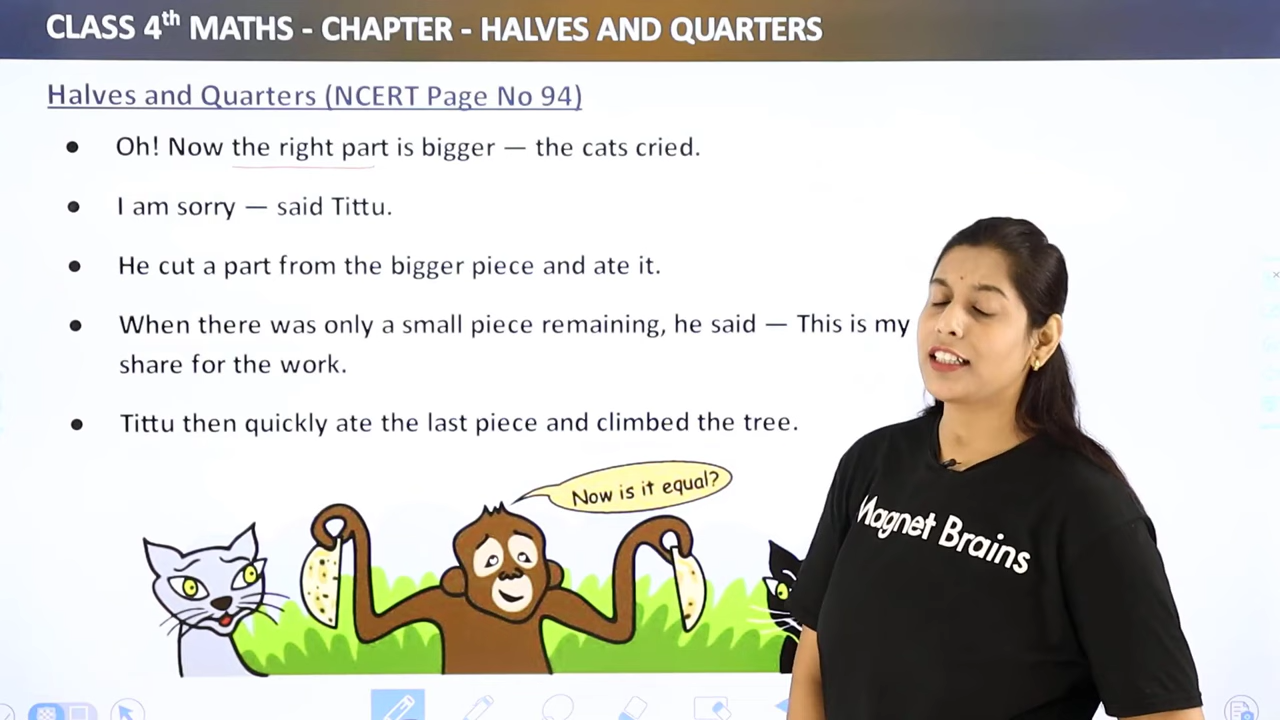 CLASS 4th MATHS - CHAPTER - HALVES AND QUARTERS
Halves and Quarters (NCERT Page No 94)
Oh! Now the right part is bigger — the cats cried.
I am sorry — said Tittu.
He cut a part from the bigger piece and ate it.
When there was only a small piece remaining, he said — This is my
share for the work.
Tittu then quickly ate the last piece and climbed the tree.
Now is it equal?
Magnet Brains